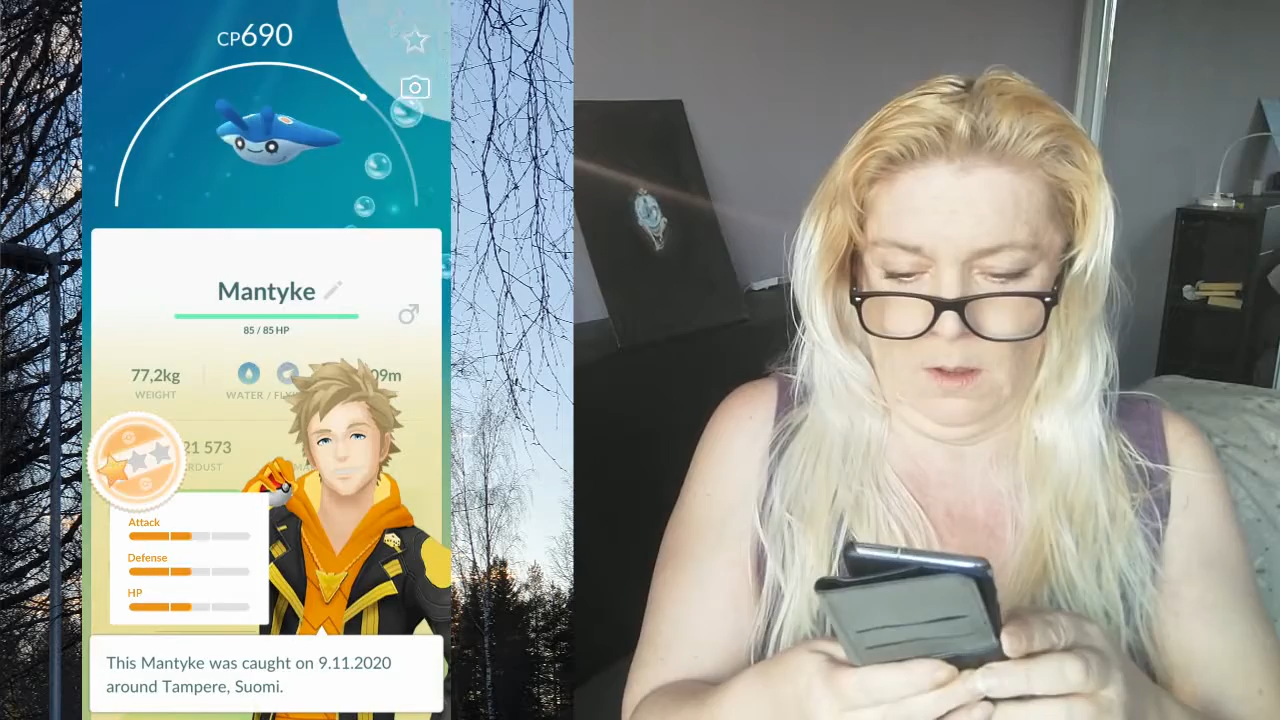 CP690
Mantyke
85 / 85 HP
77,2kg
09m
WEIGHT
WATER /
21 573
Attack
Defense
HP
This Mantyke was caught on 9.11.2020
around Tampere, Suomi.